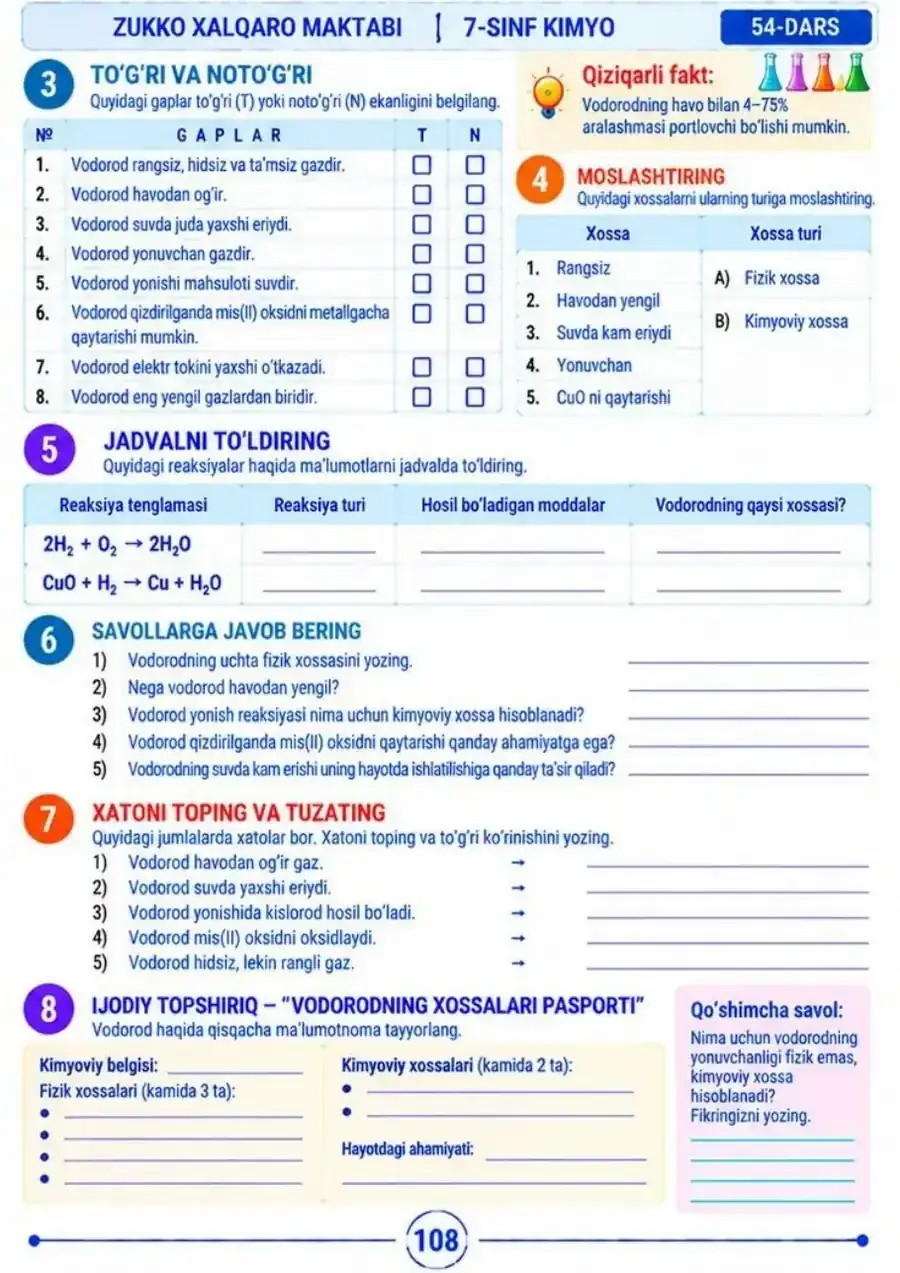 ZUKKO XALQARO MAKTABI | 7-SINF KIMYO 54-DARS
3 TO‘G‘RI VA NOTO‘G‘RI
Quyidagi gaplar to‘g‘ri (T) yoki noto‘g‘ri (N) ekanligini belgilang.
№ GAPLAR T N
1. Vodorod rangsiz, hidsiz va ta’msiz gazdir.
2. Vodorod havodan og‘ir.
3. Vodorod suvda juda yaxshi eriydi.
4. Vodorod yonuvchan gazdir.
5. Vodorod yonishi mahsuloti suvdir.
6. Vodorod qizdirilganda mis(II) oksidni metallgacha
qaytarishi mumkin.
7. Vodorod elektr tokini yaxshi o‘tkazadi.
8. Vodorod eng yengil gazlardan biridir.
Qiziqarli fakt:
Vodorodning havo bilan 4–75%
aralashmasi portlovchi bo‘lishi mumkin.
4 MOSLASHTIRING
Quyidagi xossalarni ularning turiga moslashtiring.
Xossa Xossa turi
1. Rangsiz
2. Havodan yengil
3. Suvda kam eriydi
4. Yonuvchan
5. CuO ni qaytarishi
A) Fizik xossa
B) Kimyoviy xossa
5 JADVALNI TO‘LDIRING
Quyidagi reaksiyalar haqida ma’lumotlarni jadvalda to‘ldiring.
Reaksiya tenglamasi Reaksiya turi Hosil bo‘ladigan moddalar Vodorodning qaysi xossasi?
2H₂ + O₂ → 2H₂O
CuO + H₂ → Cu + H₂O
6 SAVOLLARGA JAVOB BERING
1) Vodorodning uchta fizik xossasini yozing.
2) Nega vodorod havodan yengil?
3) Vodorod yonish reaksiyasi nima uchun kimyoviy xossa hisoblanadi?
4) Vodorod qizdirilganda mis(II) oksidni qaytarishi qanday ahamiyatga ega?
5) Vodorodning suvda kam erishi uning hayotda ishlatilishiga qanday ta’sir qiladi?
7 XATONI TOPING VA TUZATING
Quyidagi jumlalarda xatolar bor. Xatoni toping va to‘g‘ri ko‘rinishini yozing.
1) Vodorod havodan og‘ir gaz. →
2) Vodorod suvda yaxshi eriydi. →
3) Vodorod yonishida kislorod hosil bo‘ladi. →
4) Vodorod mis(II) oksidni oksidlaydi. →
5) Vodorod hidsiz, lekin rangli gaz. →
8 IJODIY TOPSHIRIQ – “VODORODNING XOSSALARI PASPORTI”
Vodorod haqida qisqacha ma’lumotnoma tayyorlang.
Kimyoviy belgisi:
Fizik xossalari (kamida 3 ta):
Kimyoviy xossalari (kamida 2 ta):
Hayotdagi ahamiyati:
Qo‘shimcha savol:
Nima uchun vodorodning
yonuvchanligi fizik emas,
kimyoviy xossa
hisoblanadi?
Fikringizni yozing.
108